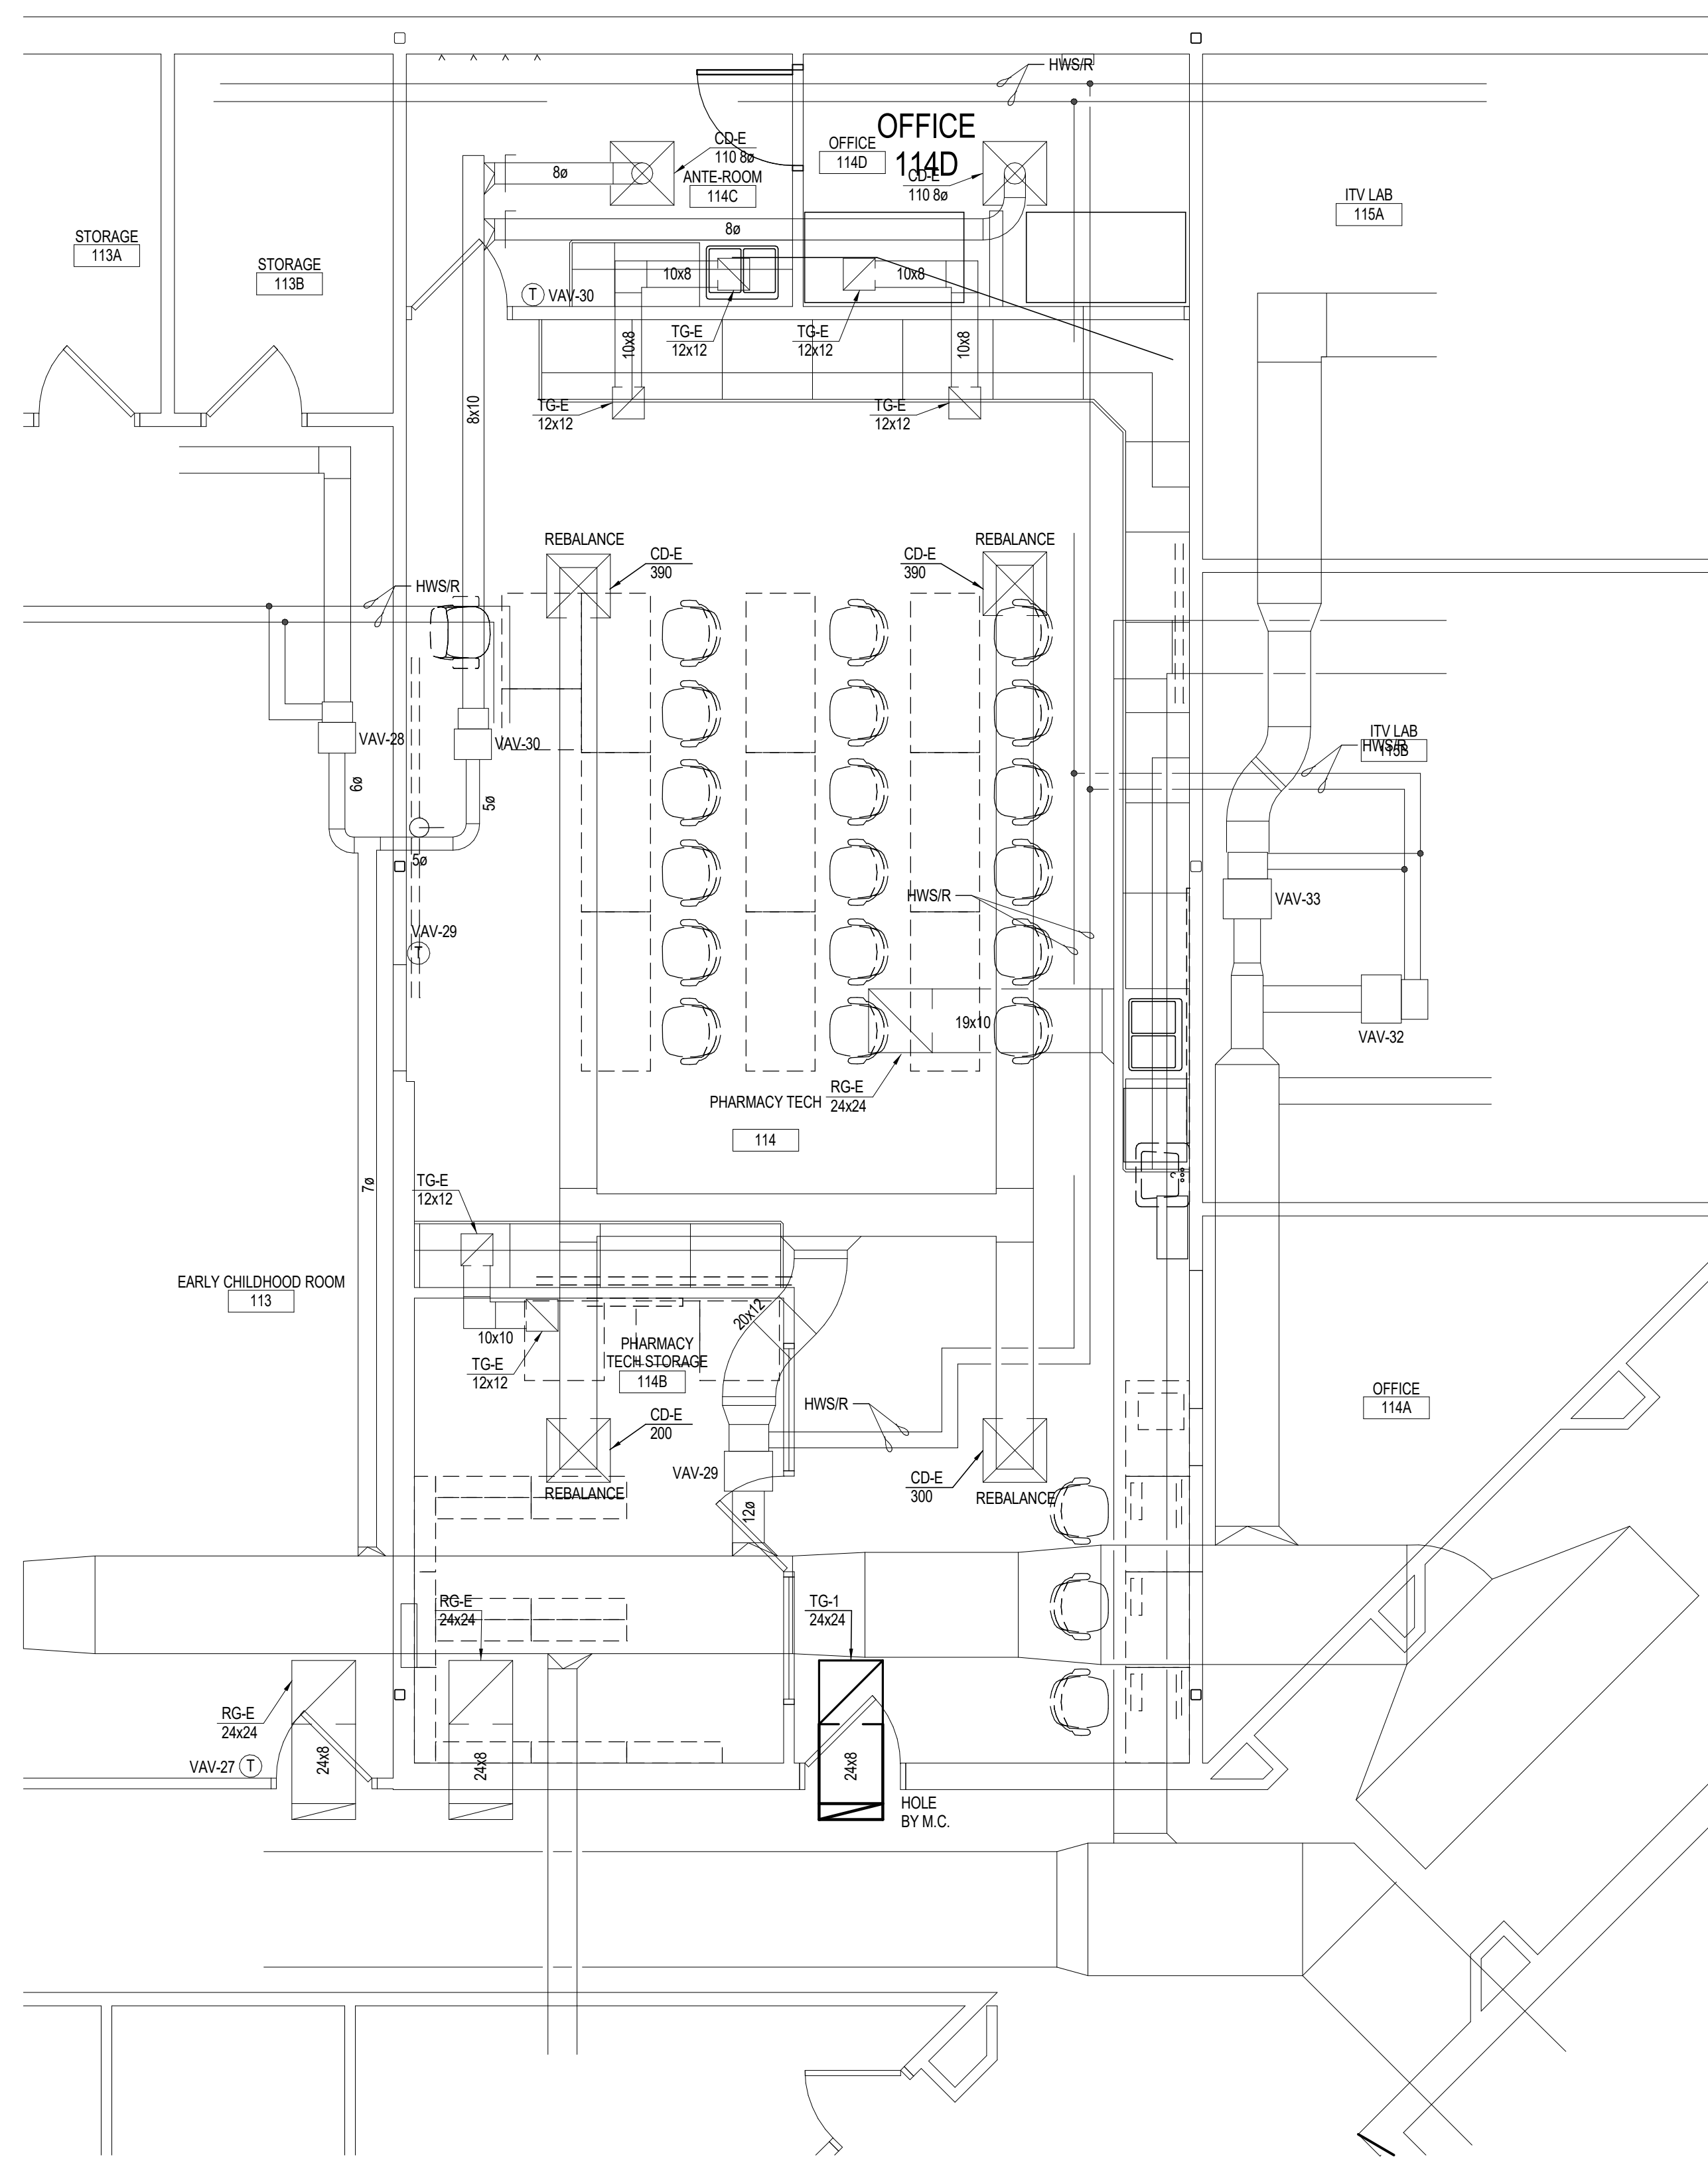 HWS/R
OFFICE
114D
CD-E
110 8ø
OFFICE
114D
8ø
ANTE-ROOM
114C
CD-E
110 8ø
ITV LAB
115A
8ø
STORAGE
113A
STORAGE
113B
10x8
10x8
T
VAV-30
TG-E
12x12
TG-E
12x12
10x8
10x8
TG-E
12x12
TG-E
12x12
8x10
REBALANCE
CD-E
390
REBALANCE
CD-E
390
HWS/R
VAV-28
VAV-30
ITV LAB
115B
HWS/R
6ø
5ø
5ø
HWS/R
VAV-33
VAV-29
T
19x10
VAV-32
RG-E
24x24
PHARMACY TECH
114
7ø
TG-E
12x12
EARLY CHILDHOOD ROOM
113
20x12
10x10
TG-E
12x12
PHARMACY
TECH STORAGE
114B
OFFICE
114A
HWS/R
CD-E
200
VAV-29
CD-E
300
REBALANCE
REBALANCE
12ø
RG-E
24x24
TG-1
24x24
RG-E
24x24
VAV-27
T
24x8
24x8
24x8
HOLE
BY M.C.